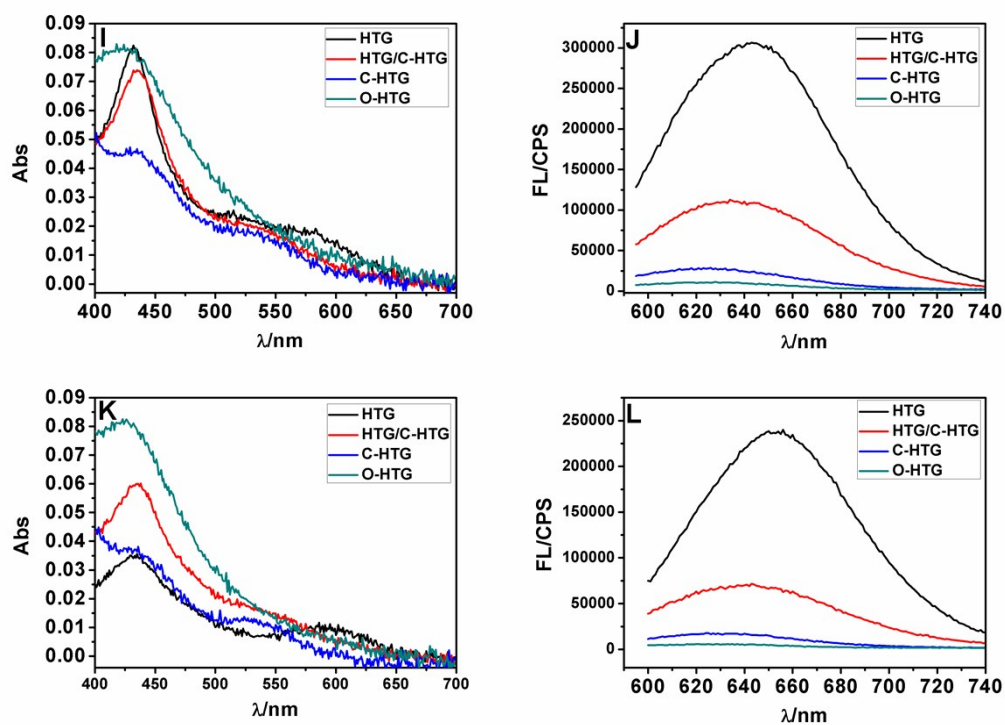 I
HTG
HTG/C-HTG
C-HTG
O-HTG
Abs
0.09
0.08
0.07
0.06
0.05
0.04
0.03
0.02
0.01
0.00
400 450 500 550 600 650 700
λ/nm
J
HTG
HTG/C-HTG
C-HTG
O-HTG
FL/CPS
300000
250000
200000
150000
100000
50000
0
600 620 640 660 680 700 720 740
λ/nm
K
HTG
HTG/C-HTG
C-HTG
O-HTG
Abs
0.09
0.08
0.07
0.06
0.05
0.04
0.03
0.02
0.01
0.00
400 450 500 550 600 650 700
λ/nm
L
HTG
HTG/C-HTG
C-HTG
O-HTG
FL/CPS
250000
200000
150000
100000
50000
0
600 620 640 660 680 700 720 740
λ/nm